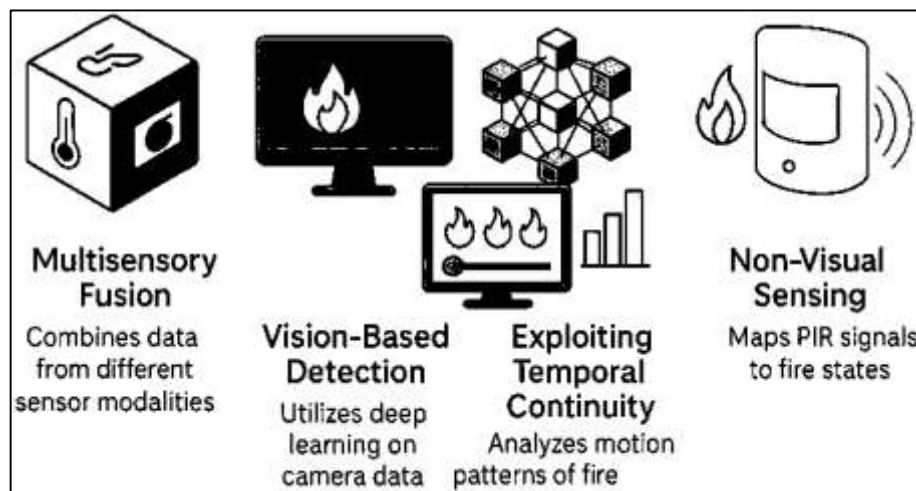 Multisensory
Fusion
Combines data
from different
sensor modalities
Vision-Based
Detection
Utilizes deep
learning on
camera data
Exploiting
Temporal
Continuity
Analyzes motion
patterns of fire
Non-Visual
Sensing
Maps PIR signals
to fire states